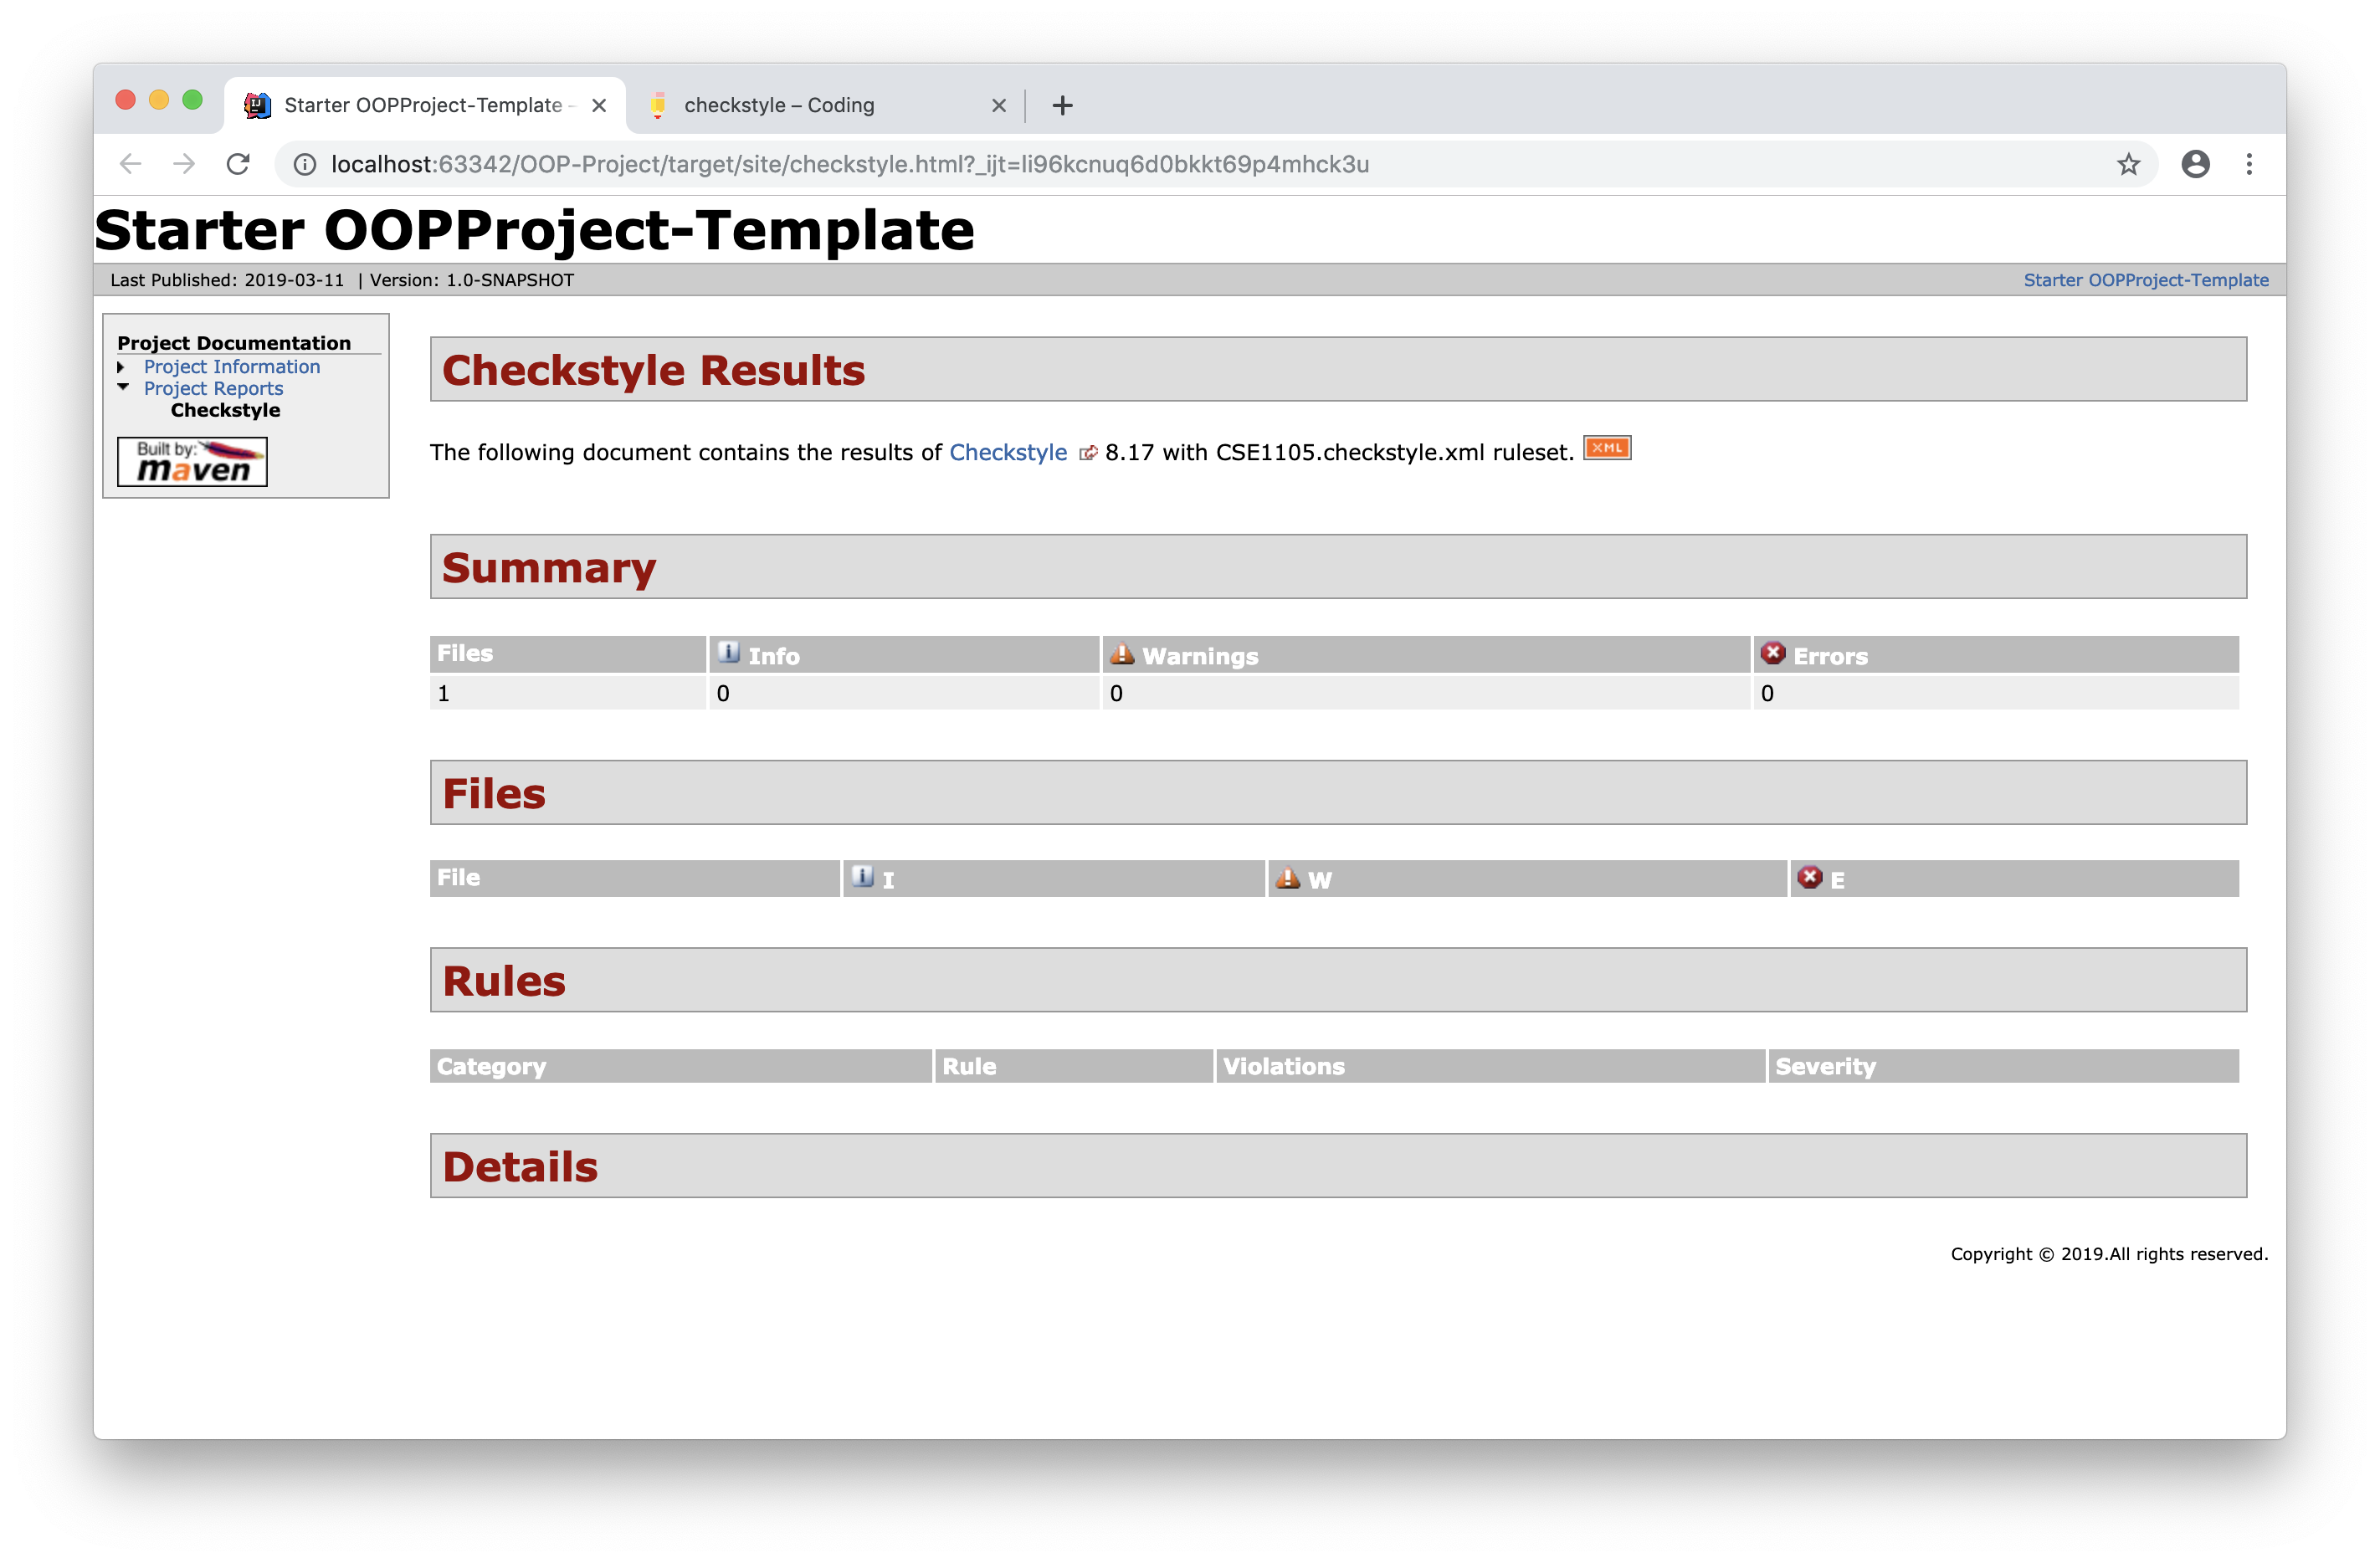 Starter OOPProject-Template –
checkstyle – Coding
localhost:63342/OOP-Project/target/site/checkstyle.html?_ijt=li96kcnuq6d0bkkt69p4mhck3u
Starter OOPProject-Template
Last Published: 2019-03-11 | Version: 1.0-SNAPSHOT
Starter OOPProject-Template
Project Documentation
Project Information
Project Reports
Checkstyle
Built by:
maven
Checkstyle Results
The following document contains the results of Checkstyle 8.17 with CSE1105.checkstyle.xml ruleset. XML
Summary
Files Info Warnings Errors
1 0 0 0
Files
File I W E
Rules
Category Rule Violations Severity
Details
Copyright © 2019.All rights reserved.